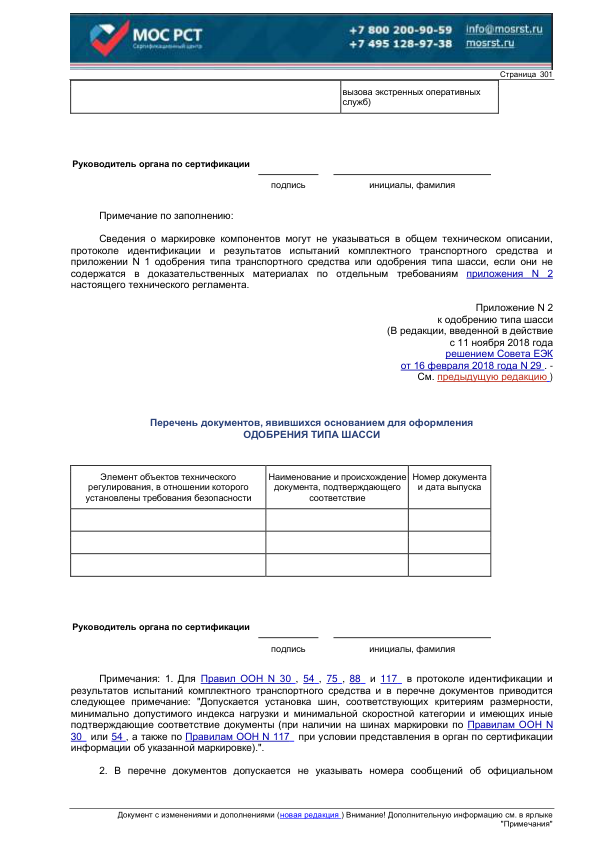 МОС РСТ
Сертификационный центр
+7 800 200-90-59 info@mosrst.ru
+7 495 128-97-38 mosrst.ru
Страница 301
вызова экстренных оперативных
служб)
Руководитель органа по сертификации
подпись инициалы, фамилия
Примечание по заполнению:
Сведения о маркировке компонентов могут не указываться в общем техническом описании,
протоколе идентификации и результатов испытаний комплектного транспортного средства и
приложении N 1 одобрения типа транспортного средства или одобрения типа шасси, если они не
содержатся в доказательственных материалах по отдельным требованиям приложения N 2
настоящего технического регламента.
Приложение N 2
к одобрению типа шасси
(В редакции, введенной в действие
с 11 ноября 2018 года
решением Совета ЕЭК
от 16 февраля 2018 года N 29 . -
См. предыдущую редакцию )
Перечень документов, явившихся основанием для оформления
ОДОБРЕНИЯ ТИПА ШАССИ
Элемент объектов технического
регулирования, в отношении которого
установлены требования безопасности
Наименование и происхождение
документа, подтверждающего
соответствие
Номер документа
и дата выпуска
Руководитель органа по сертификации
подпись инициалы, фамилия
Примечания: 1. Для Правил ООН N 30 , 54 , 75 , 88 и 117 в протоколе идентификации и
результатов испытаний комплектного транспортного средства и в перечне документов приводится
следующее примечание: "Допускается установка шин, соответствующих критериям размерности,
минимально допустимого индекса нагрузки и минимальной скоростной категории и имеющих иные
подтверждающие соответствие документы (при наличии на шинах маркировки по Правилам ООН N
30 или 54 , а также по Правилам ООН N 117 при условии представления в орган по сертификации
информации об указанной маркировке).".
2. В перечне документов допускается не указывать номера сообщений об официальном
Документ с изменениями и дополнениями (новая редакция ) Внимание! Дополнительную информацию см. в ярлыке
"Примечания"